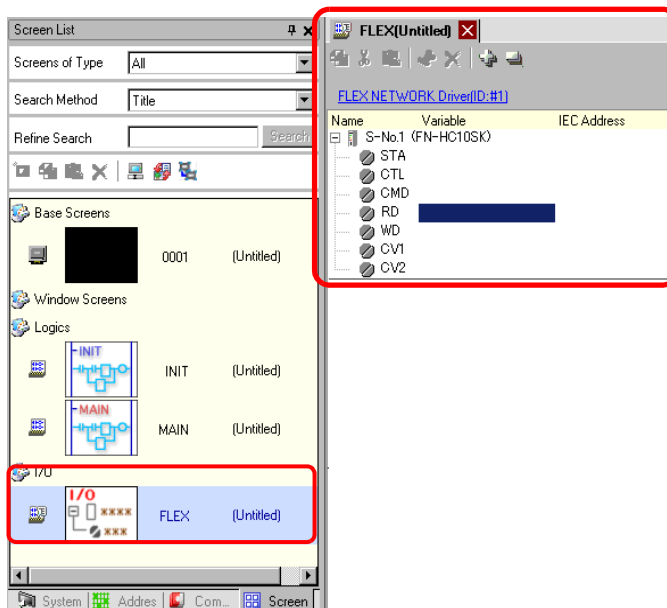 Screen List
Screens of Type All
Search Method Title
Refine Search Search
Base Screens
0001 (Untitled)
Window Screens
Logics
INIT
INIT (Untitled)
MAIN
MAIN (Untitled)
I/O
I/O
****
***
FLEX (Untitled)
System Addres Com... Screen
FLEX(Untitled)
FLEX NETWORK Driver(ID:#1)
Name Variable IEC Address
S-No.1 (FN-HC10SK)
STA
CTL
CMD
RD
WD
CV1
CV2